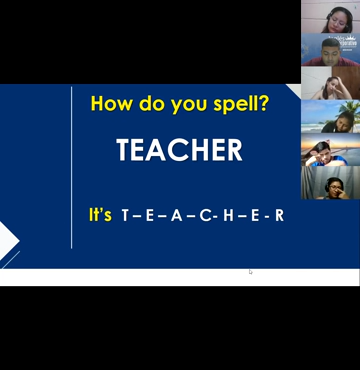 How do you spell?
TEACHER
It's T – E – A – C- H – E - R